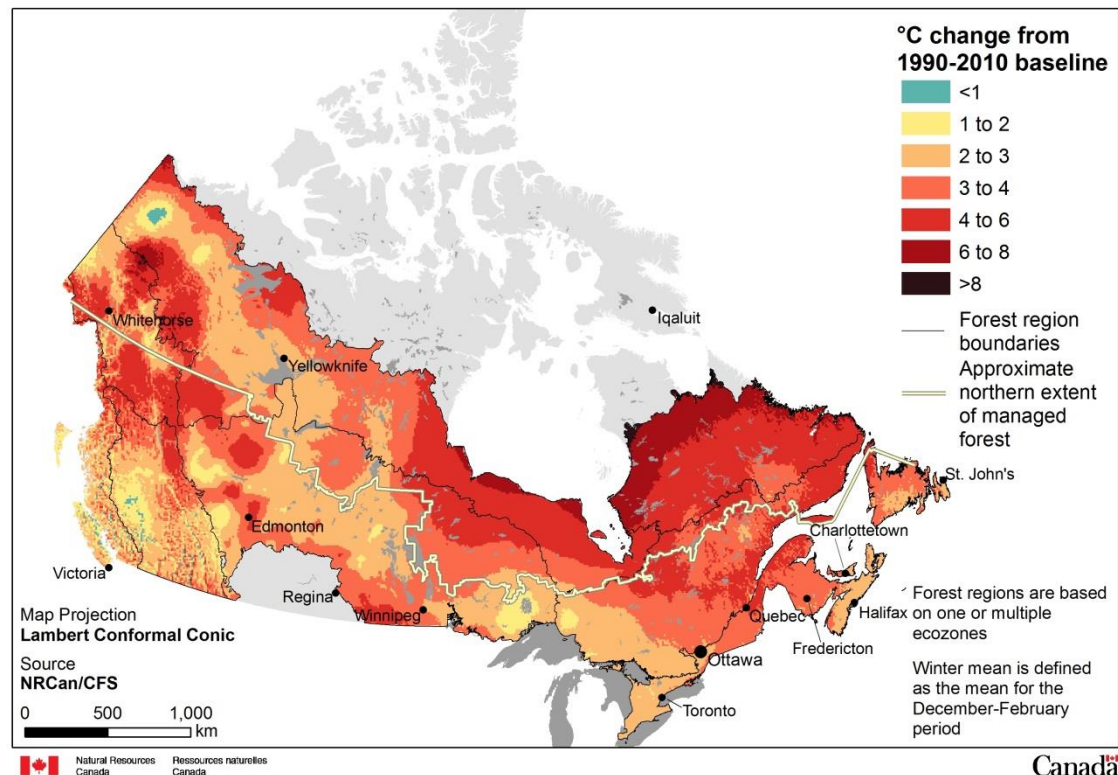 °C change from
1990-2010 baseline
<1
1 to 2
2 to 3
3 to 4
4 to 6
6 to 8
>8
Forest region
boundaries
Approximate
northern extent
of managed
forest
Iqaluit
Whitehorse
Yellowknife
St. John's
Edmonton
Charlottetown
Victoria
Regina
Winnipeg
Quebec
Halifax
Fredericton
Ottawa
Toronto
Forest regions are based
on one or multiple
ecozones
Winter mean is defined
as the mean for the
December-February
period
Map Projection
Lambert Conformal Conic
Source
NRCan/CFS
0 500 1,000
km
Natural Resources Ressources naturelles
Canada Canada
Canada